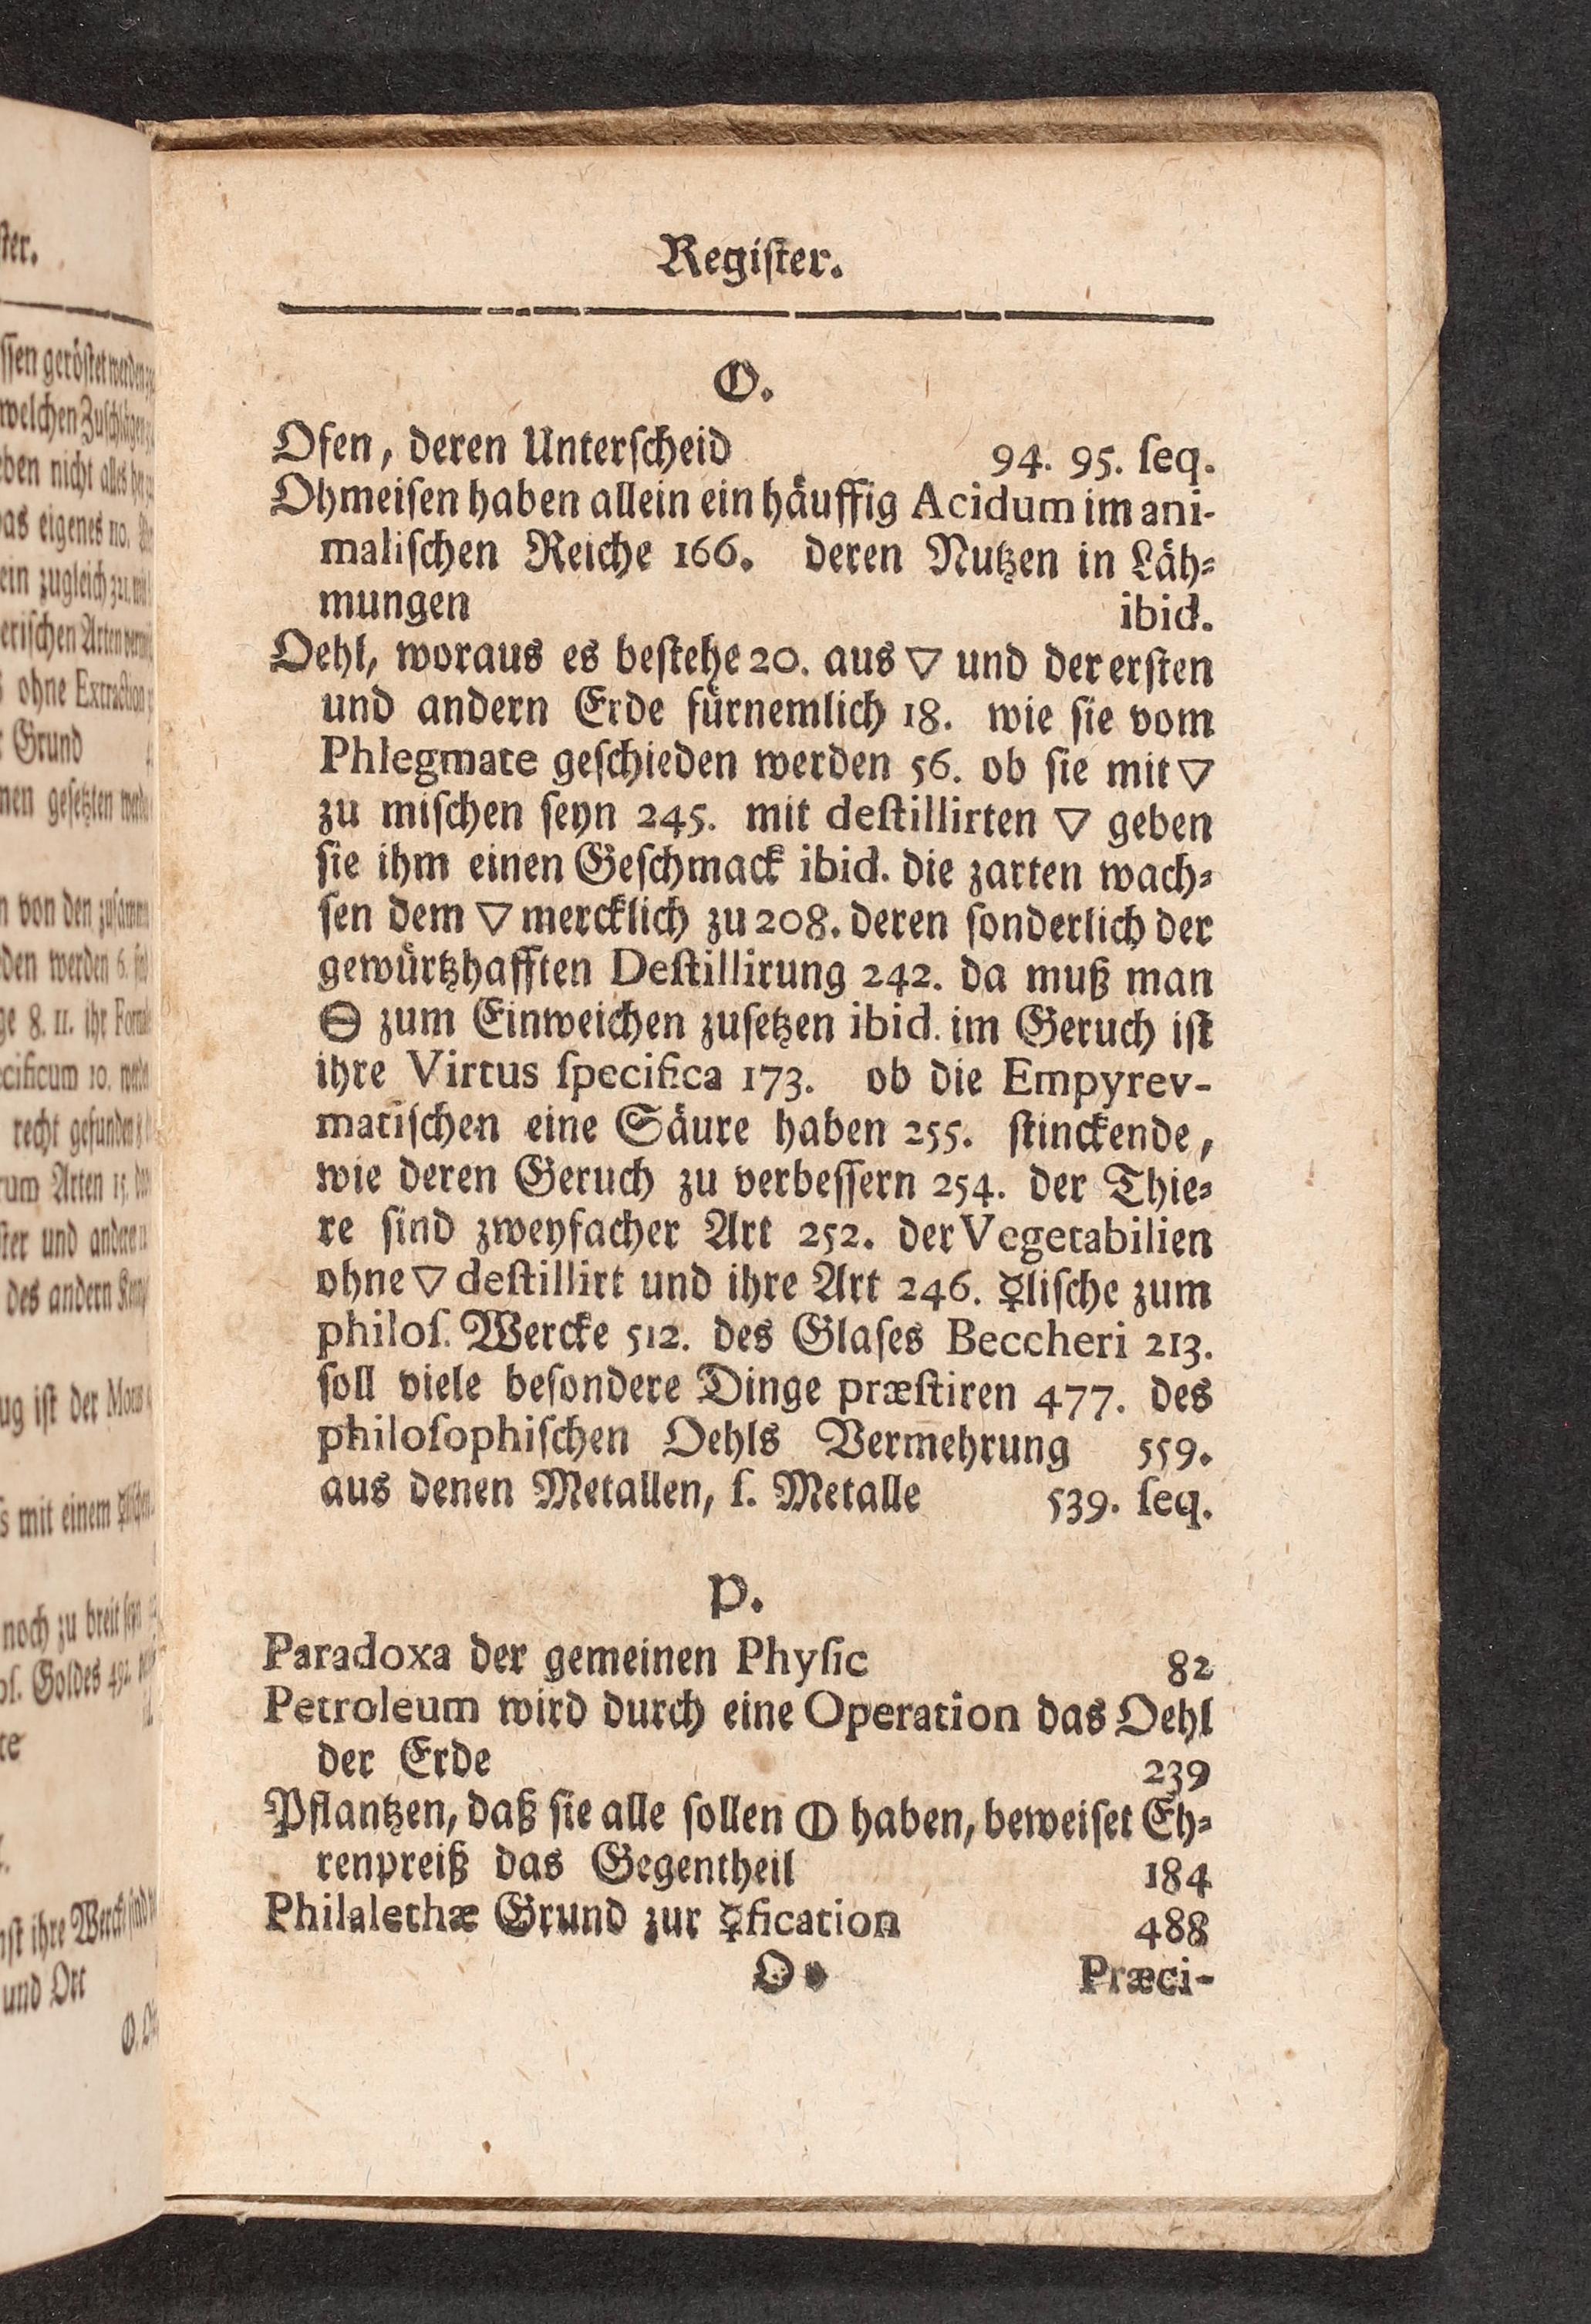 Regiſter.
O.
Ofen, deren Unterſcheid 94. 95. ſeq.
Ohmeiſen haben allein ein häuffig Acidum im ani-
maliſchen Reiche 166. deren Nutzen in Läh⸗
mungen ibid.
Oehl, woraus es beſtehe 20. aus 🜄 und der erſten
und andern Erde fürnemlich 18. wie ſie vom
Phlegmate geſchieden werden 56. ob ſie mit 🜄
zu miſchen ſeyn 245. mit deſtillirten 🜄 geben
ſie ihm einen Geſchmack ibid. die zarten wach⸗
ſen dem 🜄 mercklich zu 208. deren ſonderlich der
gewürtzhafften Deſtillirung 242. da muß man
🜔 zum Einweichen zuſetzen ibid. im Geruch iſt
ihre Virtus ſpecifica 173. ob die Empyrev-
matiſchen eine Säure haben 255. ſtinckende,
wie deren Geruch zu verbeſſern 254. der Thie⸗
re ſind zweyfacher Art 252. der Vegetabilien
ohne 🜄 deſtillirt und ihre Art 246. ☿liſche zum
philoſ. Wercke 512. des Glaſes Beccheri 213.
ſoll viele beſondere Dinge præſtiren 477. des
philoſophiſchen Oehls Vermehrung 559.
aus denen Metallen, ſ. Metalle 539. ſeq.
P.
Paradoxa der gemeinen Phyſic 82
Petroleum wird durch eine Operation das Oehl
der Erde 239
Pflantzen, daß ſie alle ſollen 🜕 haben, beweiſet Eh⸗
renpreiß das Gegentheil 184
Philalethæ Grund zur ☿fication 488
Præci-